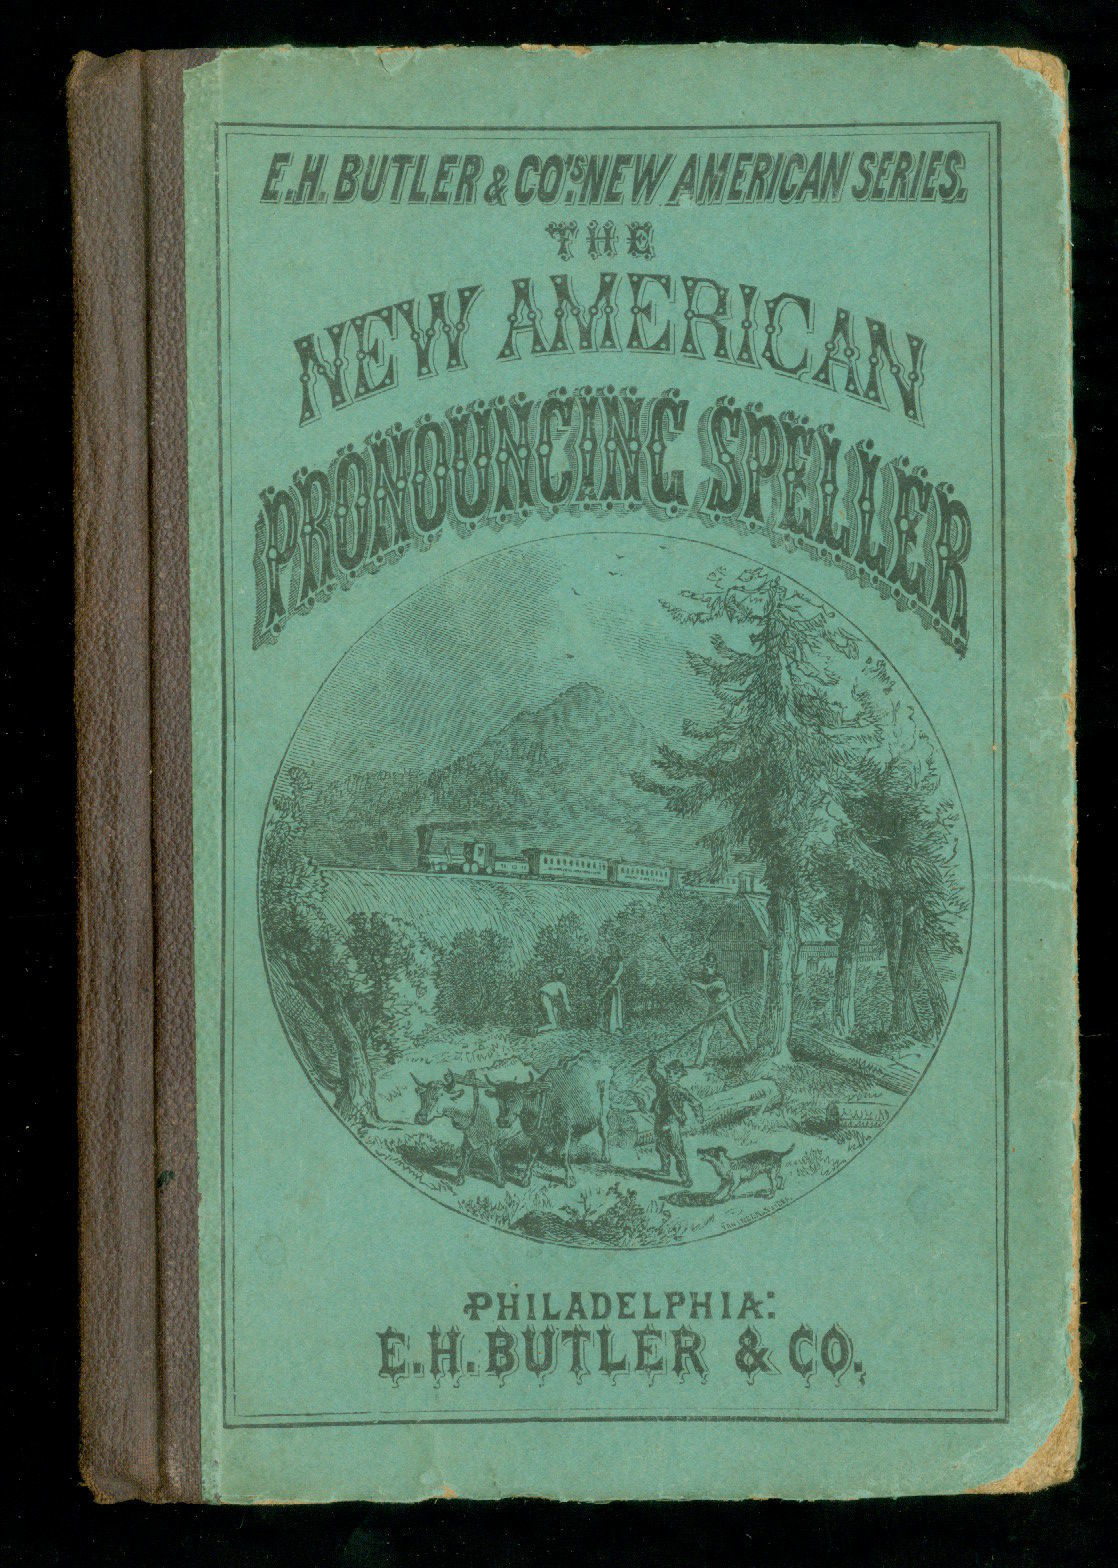 E.H. BUTLER & CO'S. NEW AMERICAN SERIES.
THE
NEW AMERICAN
PRONOUNCING SPELLER
PHILADELPHIA:
E.H. BUTLER & CO.